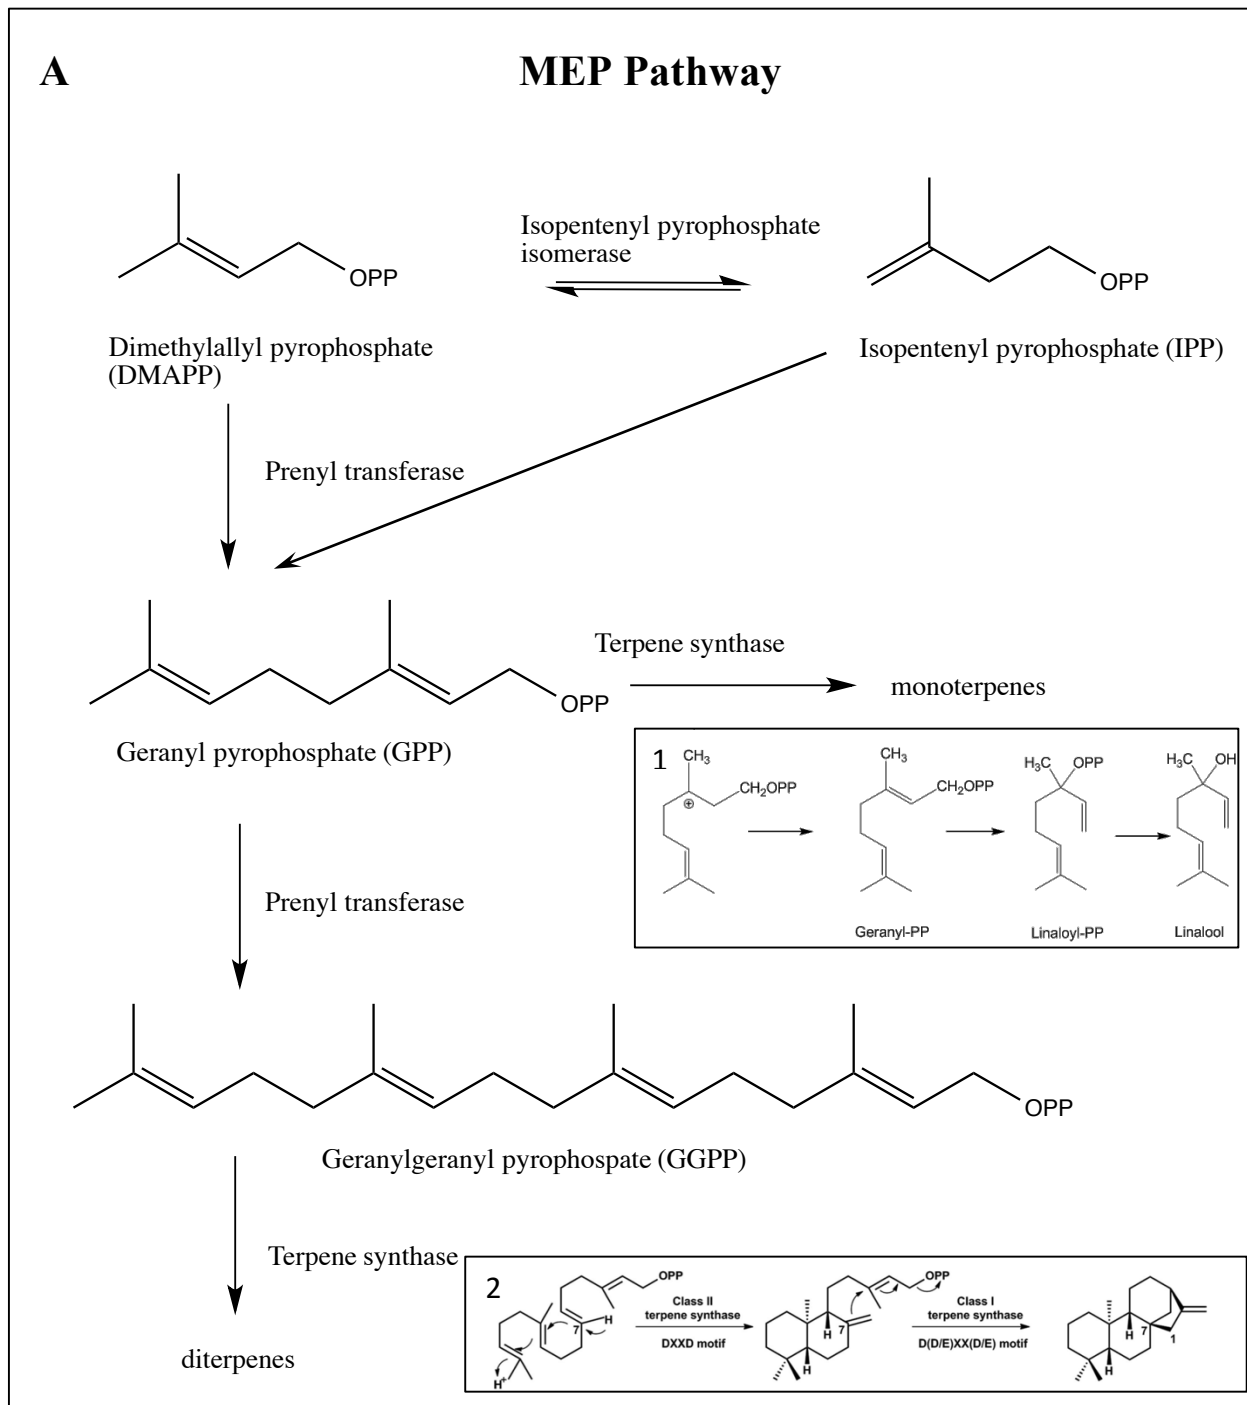 A
MEP Pathway
Isopentenyl pyrophosphate
isomerase
OPP
OPP
Dimethylallyl pyrophosphate
(DMAPP)
Isopentenyl pyrophosphate (IPP)
Prenyl transferase
Terpene synthase
OPP
monoterpenes
Geranyl pyrophosphate (GPP)
1
CH3
⊕
CH2OPP
CH3
CH2OPP
H3C
OPP
H3C
OH
Geranyl-PP
Linaloyl-PP
Linalool
Prenyl transferase
OPP
Geranylgeranyl pyrophospate (GGPP)
Terpene synthase
2
OPP
H
7
H+
Class II
terpene synthase
DXXD motif
OPP
H
7
H
Class I
terpene synthase
D(D/E)XX(D/E) motif
H
7
1
H
diterpenes